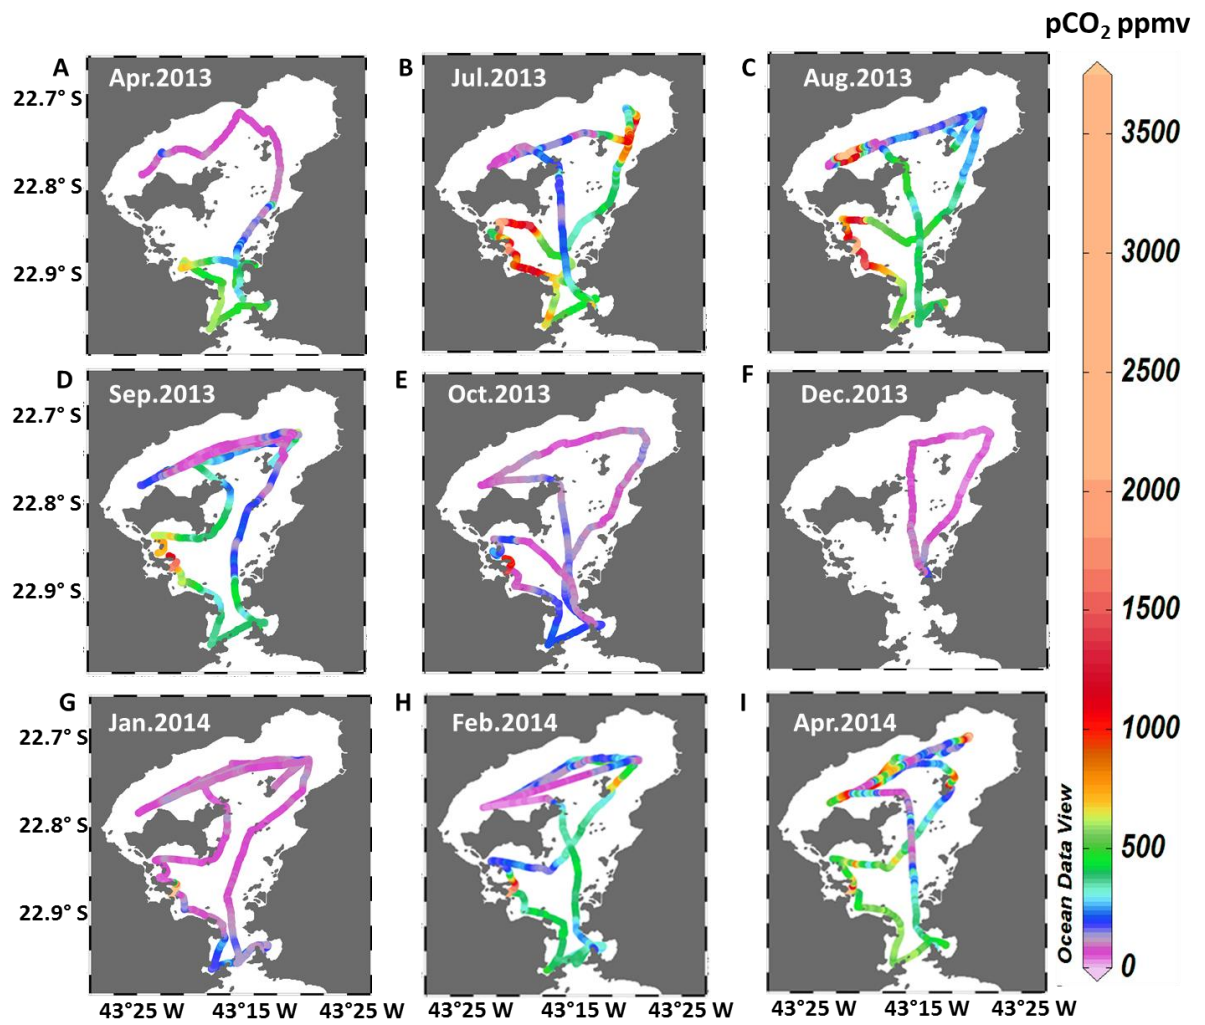 pCO₂ ppmv
A
Apr.2013
B
Jul.2013
C
Aug.2013
22.7° S
22.8° S
22.9° S
D
Sep.2013
E
Oct.2013
F
Dec.2013
22.7° S
22.8° S
22.9° S
G
Jan.2014
H
Feb.2014
I
Apr.2014
22.7° S
22.8° S
22.9° S
43°25 W 43°15 W 43°25 W
43°25 W 43°15 W 43°25 W
43°25 W 43°15 W 43°25 W
3500
3000
2500
2000
1500
1000
500
0
Ocean Data View